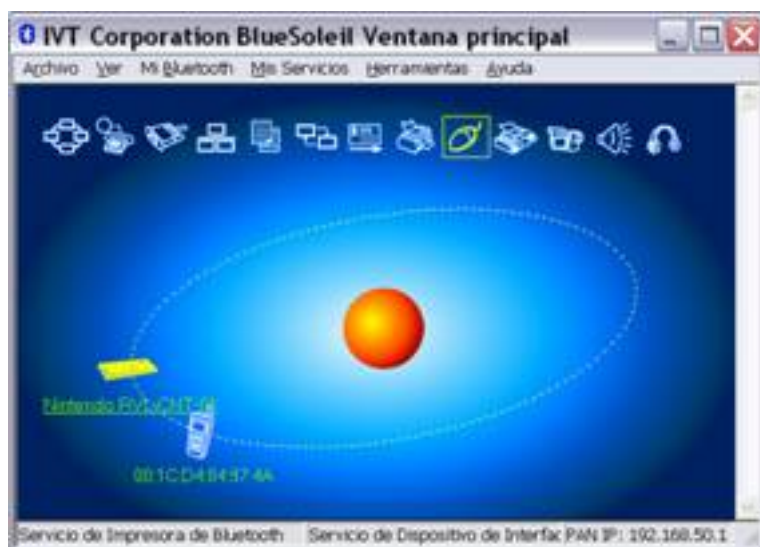 IVT Corporation BlueSoleil Ventana principal
Archivo Ver Mi Bluetooth Mis Servicios Herramientas Ayuda
Nintendo RVL-CNT-01
00:1C:D4:84:97:4A
Servicio de Impresora de Bluetooth Servicio de Dispositivo de Interfac PAN IP: 192.168.50.1